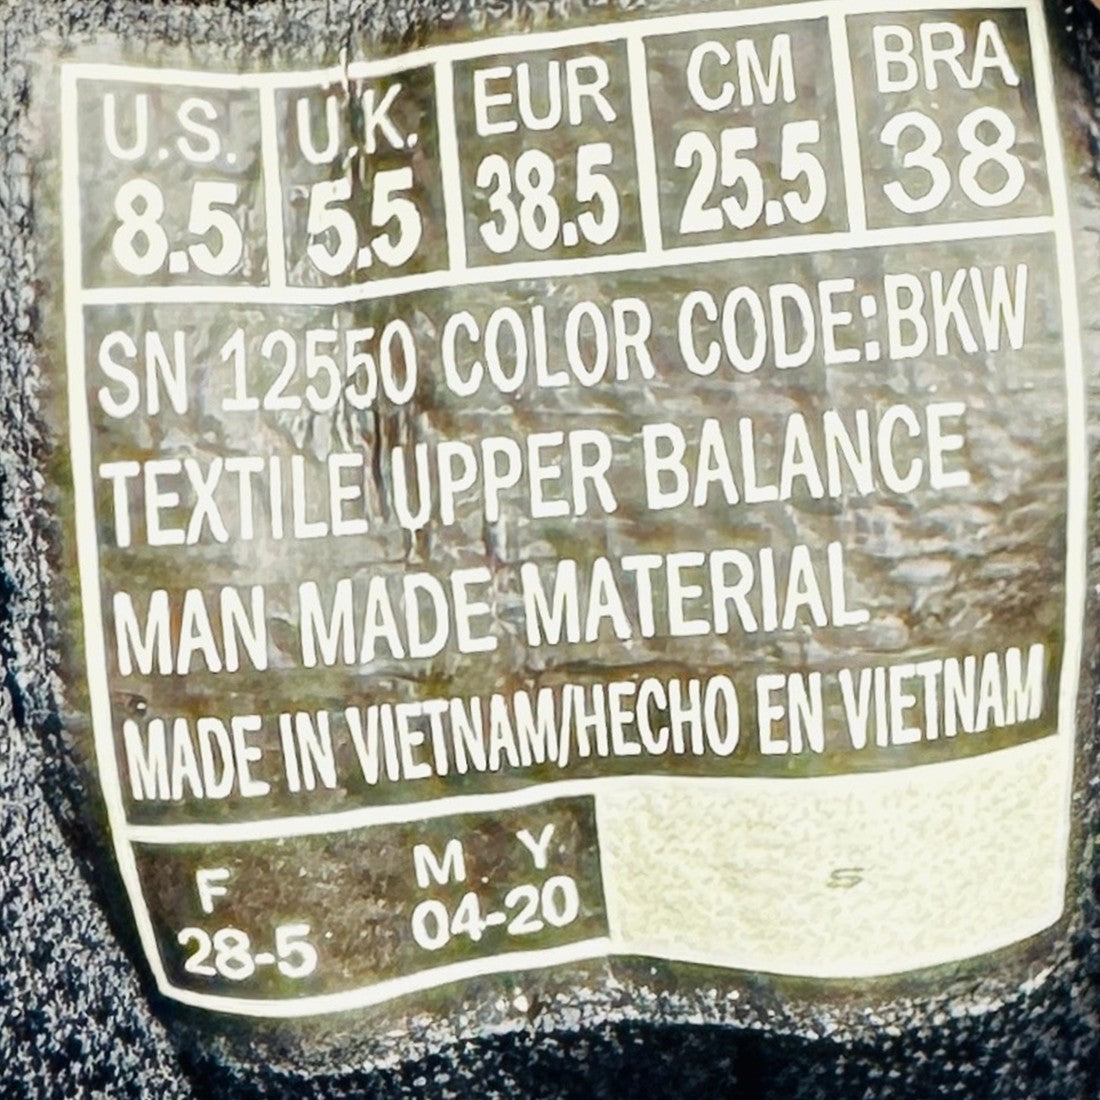 U.S. U.K. EUR CM BRA
8.5 5.5 38.5 25.5 38
SN 12550 COLOR CODE:BKW
TEXTILE UPPER BALANCE
MAN MADE MATERIAL
MADE IN VIETNAM/HECHO EN VIETNAM
F M Y
28-5 04-20
S